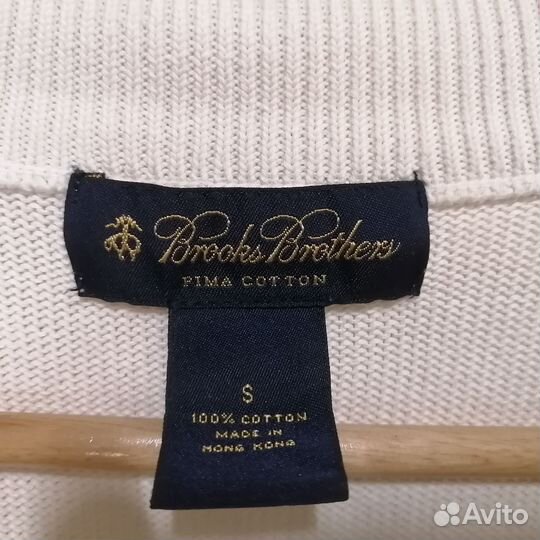 Brooks Brothers
PIMA COTTON
S
100% COTTON
MADE IN
HONG KONG
Avito